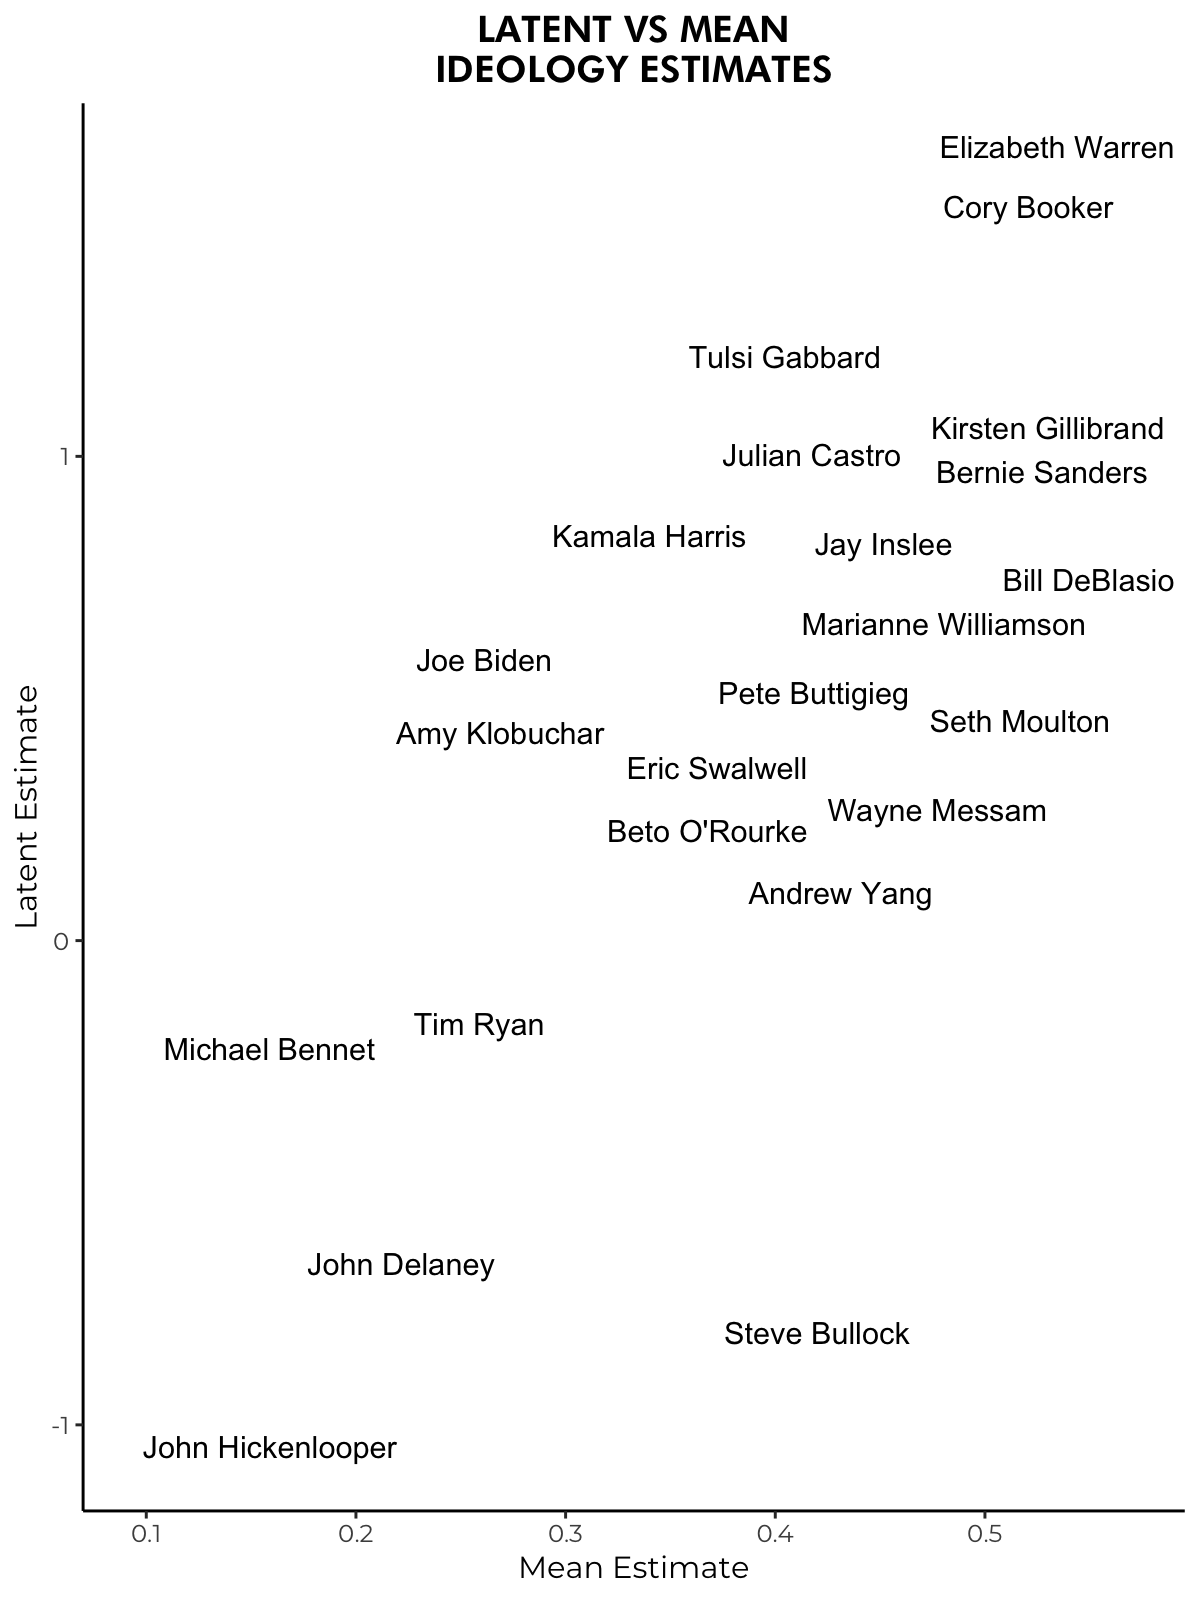 LATENT VS MEAN
IDEOLOGY ESTIMATES
Elizabeth Warren
Cory Booker
Tulsi Gabbard
Kirsten Gillibrand
1
Julian Castro
Bernie Sanders
Kamala Harris
Jay Inslee
Bill DeBlasio
Marianne Williamson
Joe Biden
Pete Buttigieg
Seth Moulton
Amy Klobuchar
Eric Swalwell
Latent Estimate
Wayne Messam
Beto O'Rourke
Andrew Yang
0
Tim Ryan
Michael Bennet
John Delaney
Steve Bullock
-1
John Hickenlooper
0.1 0.2 0.3 0.4 0.5
Mean Estimate